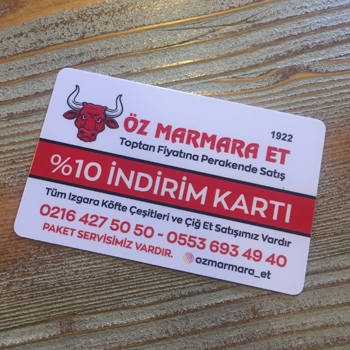 1922
ÖZ MARMARA ET
Toptan Fiyatına Perakende Satış
%10 İNDİRİM KARTI
Tüm Izgara Köfte Çeşitleri ve Çiğ Et Satışımız Vardır
0216 427 50 50 - 0553 693 49 40
PAKET SERVİSİMİZ VARDIR. ozmarmara_et